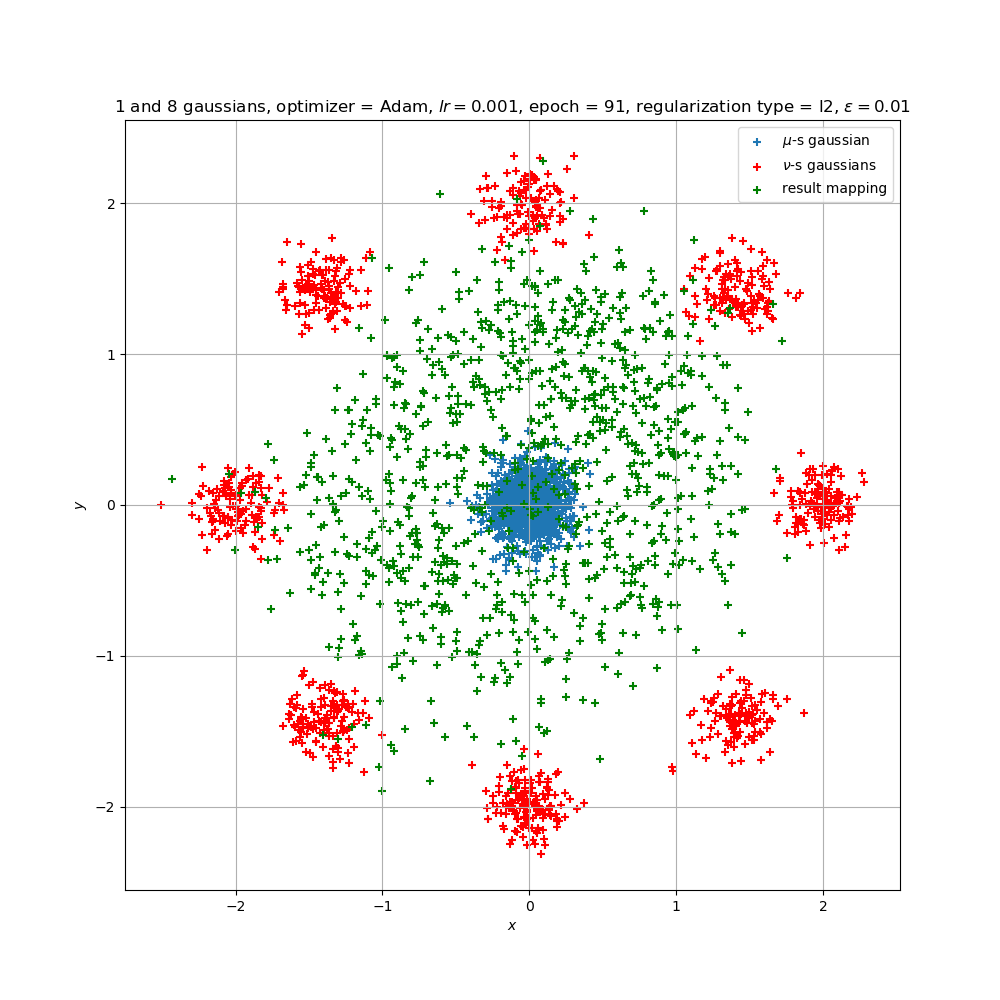 1 and 8 gaussians, optimizer = Adam, lr = 0.001, epoch = 91, regularization type = l2, ε = 0.01
μ-s gaussian
ν-s gaussians
result mapping
2
1
0
−1
−2
y
−2 −1 0 1 2
x